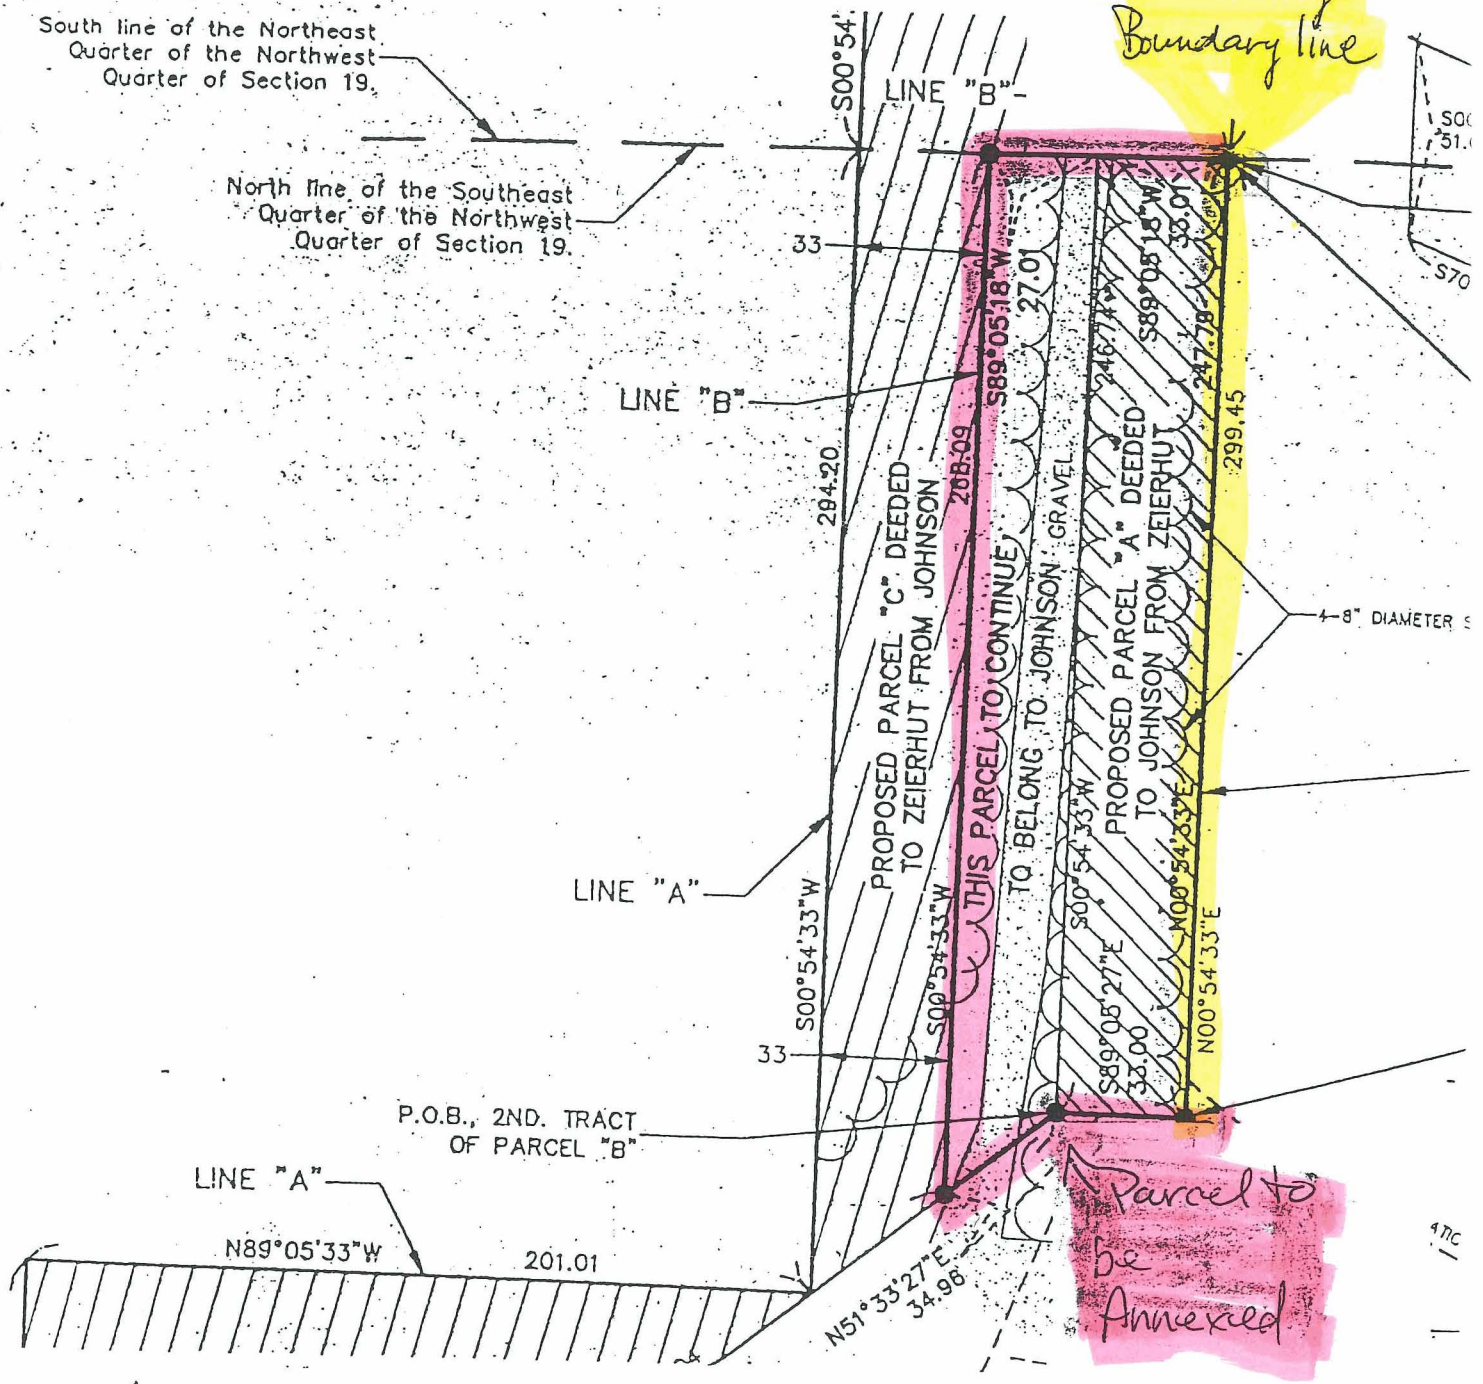 South line of the Northeast
Quarter of the Northwest
Quarter of Section 19.
North line of the Southeast
Quarter of the Northwest
Quarter of Section 19.
S00°54'
LINE "B"
Boundary line
33
LINE "B"
294.20
S00°54'33"W
PROPOSED PARCEL "C" DEEDED
TO ZEIERHUT FROM JOHNSON
208.09
S00°54'33"W
S89°05'18"W
27.01
THIS PARCEL TO CONTINUE
TO BELONG TO JOHNSON GRAVEL
246.74
S00°54'33"W
S89°05'18"W
33.01
PROPOSED PARCEL "A" DEEDED
TO JOHNSON FROM ZEIERHUT
247.78
N00°54'33"E
299.45
N00°54'33"E
S89°05'27"E
33.00
4-8" DIAMETER
51.
S70
LINE "A"
33
P.O.B., 2ND. TRACT
OF PARCEL "B"
LINE "A"
N89°05'33"W
201.01
N51°33'27"E
34.96
Parcel to
be
Annexed